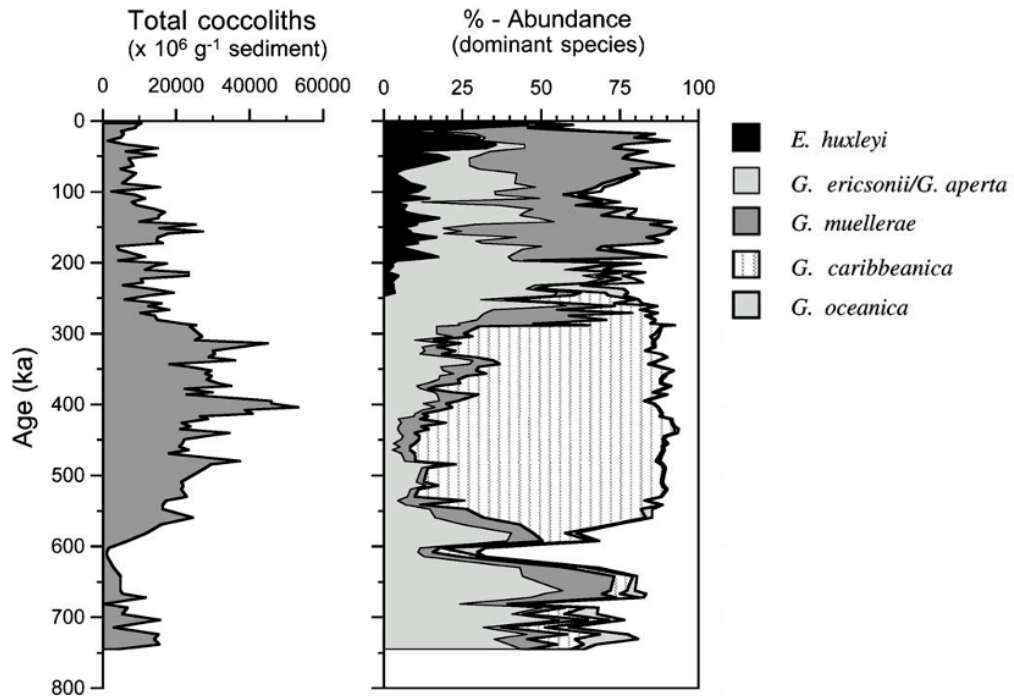 Total coccoliths
(x 10⁶ g⁻¹ sediment)
0 20000 40000 60000
% - Abundance
(dominant species)
0 25 50 75 100
Age (ka)
0
100
200
300
400
500
600
700
800
E. huxleyi
G. ericsonii/G. aperta
G. muellerae
G. caribbeanica
G. oceanica